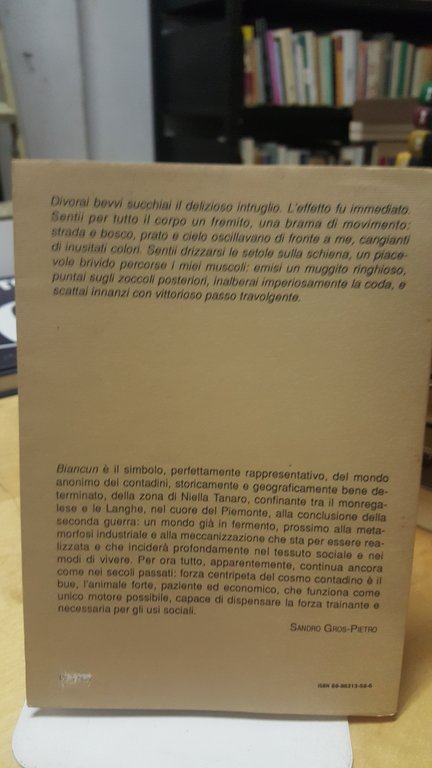 Divorai bevvi succhiai il delizioso intruglio. L'effetto fu immediato.
Sentii per tutto il corpo un fremito, una brama di movimento:
strada e bosco, prato e cielo oscillavano di fronte a me, cangianti
di inusitati colori. Sentii drizzarsi le setole sulla schiena, un piace-
vole brivido percorse i miei muscoli: emisi un muggito ringhioso,
puntai sugli zoccoli posteriori, inalberai imperiosamente la coda, e
scattai innanzi con vittorioso passo travolgente.
Biancun è il simbolo, perfettamente rappresentativo, del mondo
anonimo dei contadini, storicamente e geograficamente bene de-
terminato, della zona di Niella Tanaro, confinante tra il monrega-
lese e le Langhe, nel cuore del Piemonte, alla conclusione della
seconda guerra: un mondo già in fermento, prossimo alla meta-
morfosi industriale e alla meccanizzazione che sta per essere rea-
lizzata e che inciderà profondamente nel tessuto sociale e nei
modi di vivere. Per ora tutto, apparentemente, continua ancora
come nei secoli passati: forza centripeta del cosmo contadino è il
bue, l'animale forte, paziente ed economico, che funziona come
unico motore possibile, capace di dispensare la forza trainante e
necessaria per gli usi sociali.
SANDRO GROS-PIETRO